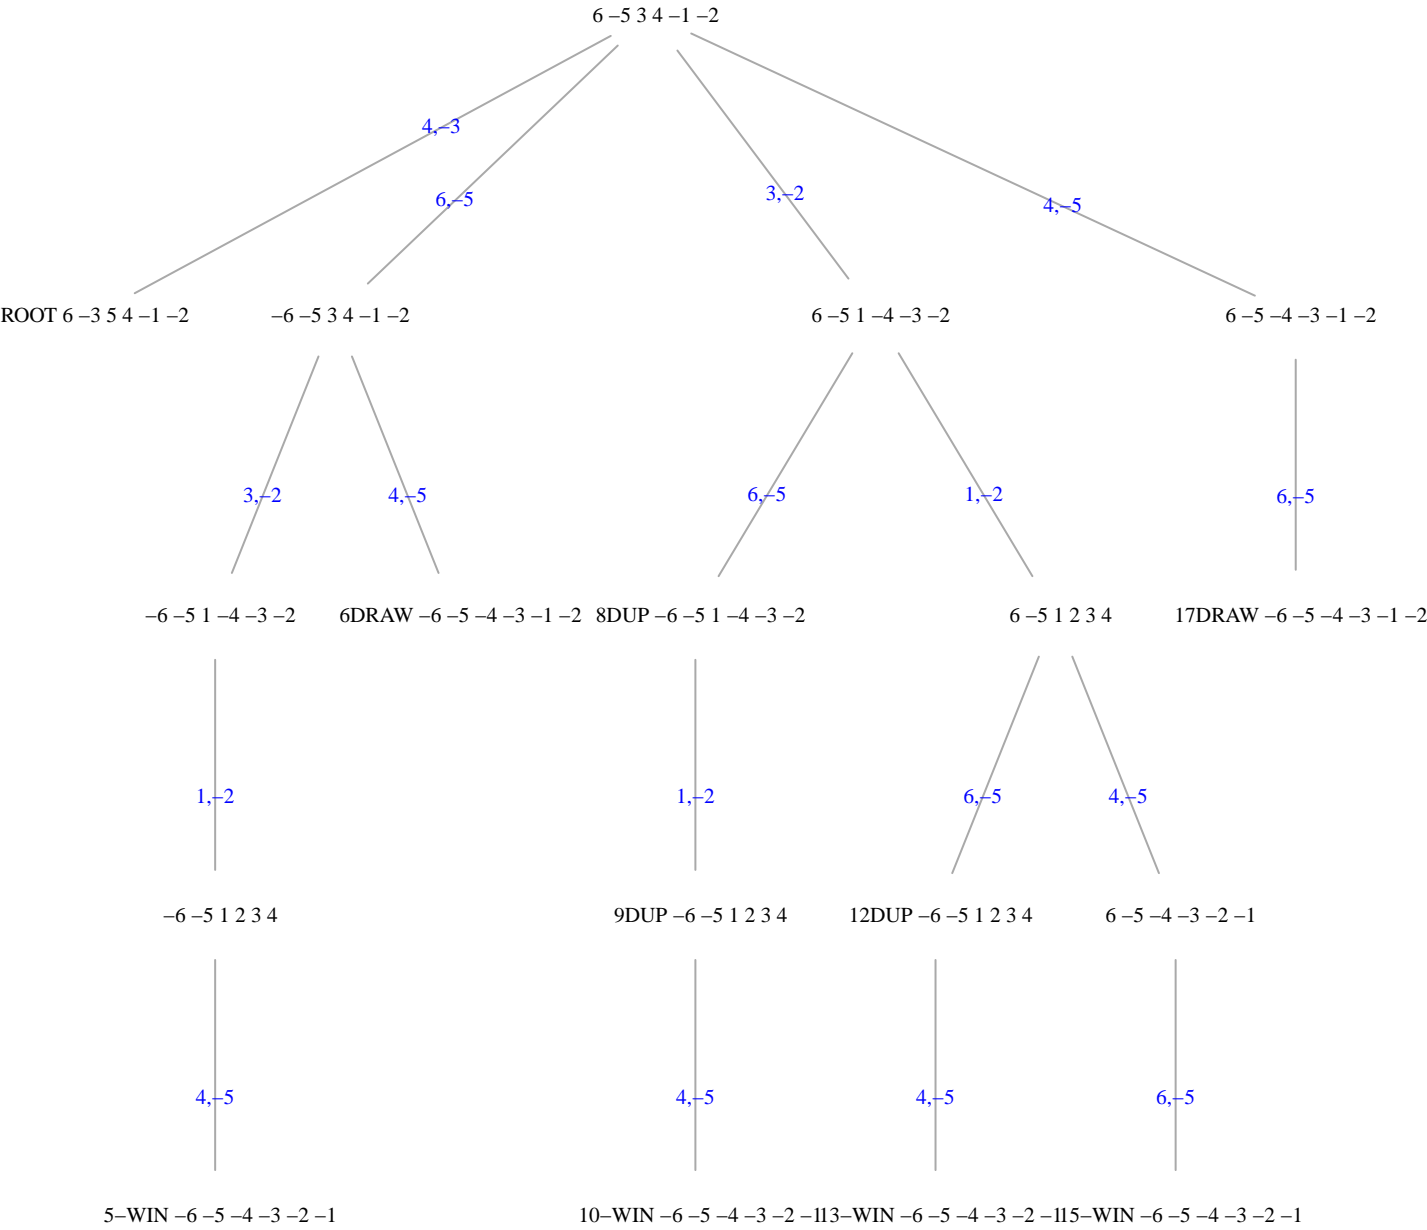 6 –5 3 4 –1 –2
4,–3
6,–5
3,–2
4,–5
ROOT 6 –3 5 4 –1 –2
–6 –5 3 4 –1 –2
6 –5 1 –4 –3 –2
6 –5 –4 –3 –1 –2
3,–2
4,–5
6,–5
1,–2
6,–5
–6 –5 1 –4 –3 –2
6DRAW –6 –5 –4 –3 –1 –2
8DUP –6 –5 1 –4 –3 –2
6 –5 1 2 3 4
17DRAW –6 –5 –4 –3 –1 –2
1,–2
1,–2
6,–5
4,–5
–6 –5 1 2 3 4
9DUP –6 –5 1 2 3 4
12DUP –6 –5 1 2 3 4
6 –5 –4 –3 –2 –1
4,–5
4,–5
4,–5
6,–5
5–WIN –6 –5 –4 –3 –2 –1
10–WIN –6 –5 –4 –3 –2 –1
13–WIN –6 –5 –4 –3 –2 –1
15–WIN –6 –5 –4 –3 –2 –1